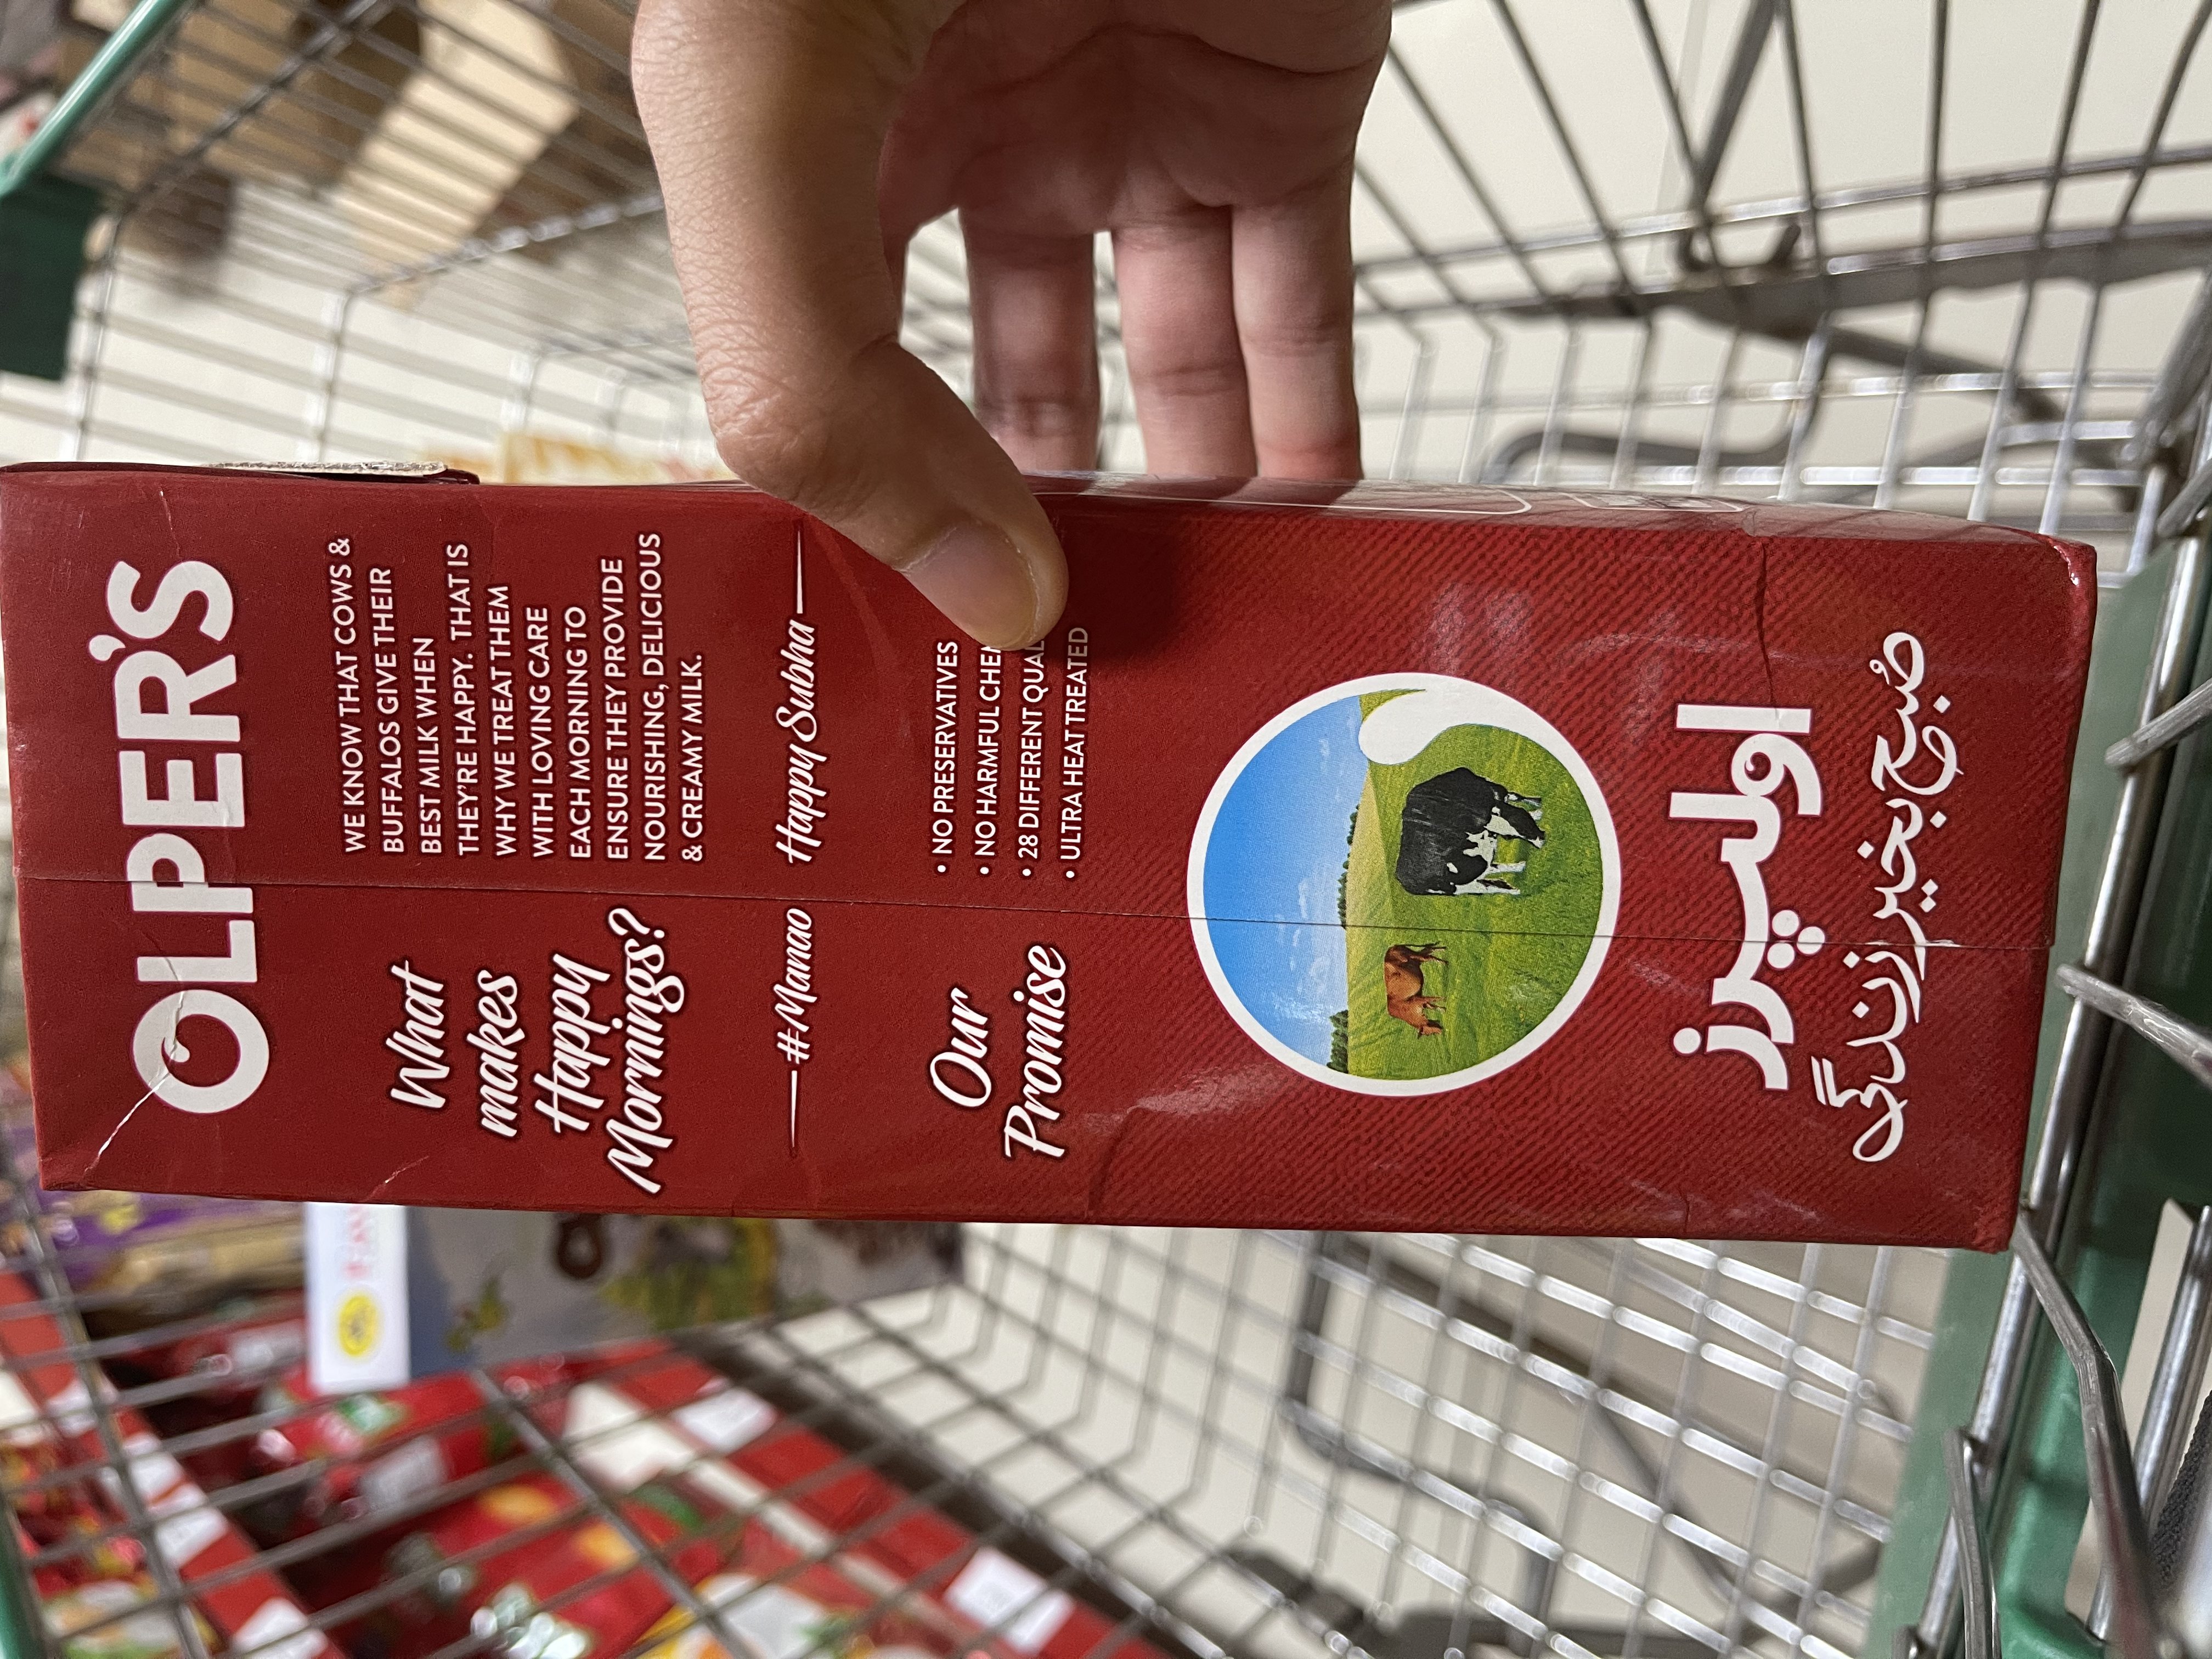 OLPER'S
What
makes
Happy
Mornings?
WE KNOW THAT COWS &
BUFFALOS GIVE THEIR
BEST MILK WHEN
THEY'RE HAPPY. THAT IS
WHY WE TREAT THEM
WITH LOVING CARE
EACH MORNING TO
ENSURE THEY PROVIDE
NOURISHING, DELICIOUS
& CREAMY MILK.
#Manao Happy Subha
Our
Promise
• NO PRESERVATIVES
• NO HARMFUL
• 28 DIFFERENT
• ULTRA HEAT TREATED
اولپرز
صُبح بخیر زندگی